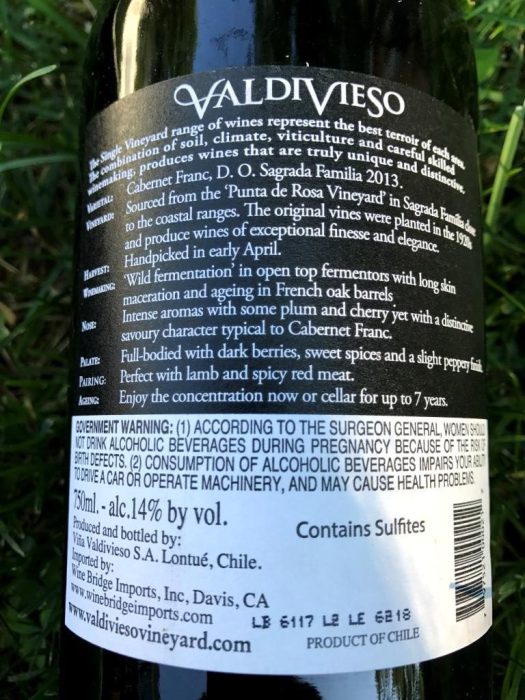 VALDIVIESO
The Single Vineyard range of wines represent the best terroir of each area.
The combination of soil, climate, viticulture and careful skilled
winemaking, produces wines that are truly unique and distinctive.
VARIETAL: Cabernet Franc, D. O. Sagrada Familia 2013.
VINEYARD: Sourced from the 'Punta de Rosa Vineyard' in Sagrada Familia close
to the coastal ranges. The original vines were planted in the 1920s
and produce wines of exceptional finesse and elegance.
HARVEST: Handpicked in early April.
WINEMAKING: 'Wild fermentation' in open top fermentors with long skin
maceration and ageing in French oak barrels
NOSE: Intense aromas with some plum and cherry yet with a distinctive
savoury character typical to Cabernet Franc.
PALATE: Full-bodied with dark berries, sweet spices and a slight peppery finish.
PAIRING: Perfect with lamb and spicy red meat.
AGEING: Enjoy the concentration now or cellar for up to 7 years.
GOVERNMENT WARNING: (1) ACCORDING TO THE SURGEON GENERAL, WOMEN SHOULD
NOT DRINK ALCOHOLIC BEVERAGES DURING PREGNANCY BECAUSE OF THE RISK OF
BIRTH DEFECTS. (2) CONSUMPTION OF ALCOHOLIC BEVERAGES IMPAIRS YOUR ABILITY
TO DRIVE A CAR OR OPERATE MACHINERY, AND MAY CAUSE HEALTH PROBLEMS.
750ml. - alc.14% by vol.
Contains Sulfites
Produced and bottled by:
Viña Valdivieso S.A. Lontué, Chile.
Imported by:
Wine Bridge Imports, Inc, Davis, CA
www.winebridgeimports.com
LB 6117 L2 LE 6218
www.valdiviesovineyard.com
PRODUCT OF CHILE